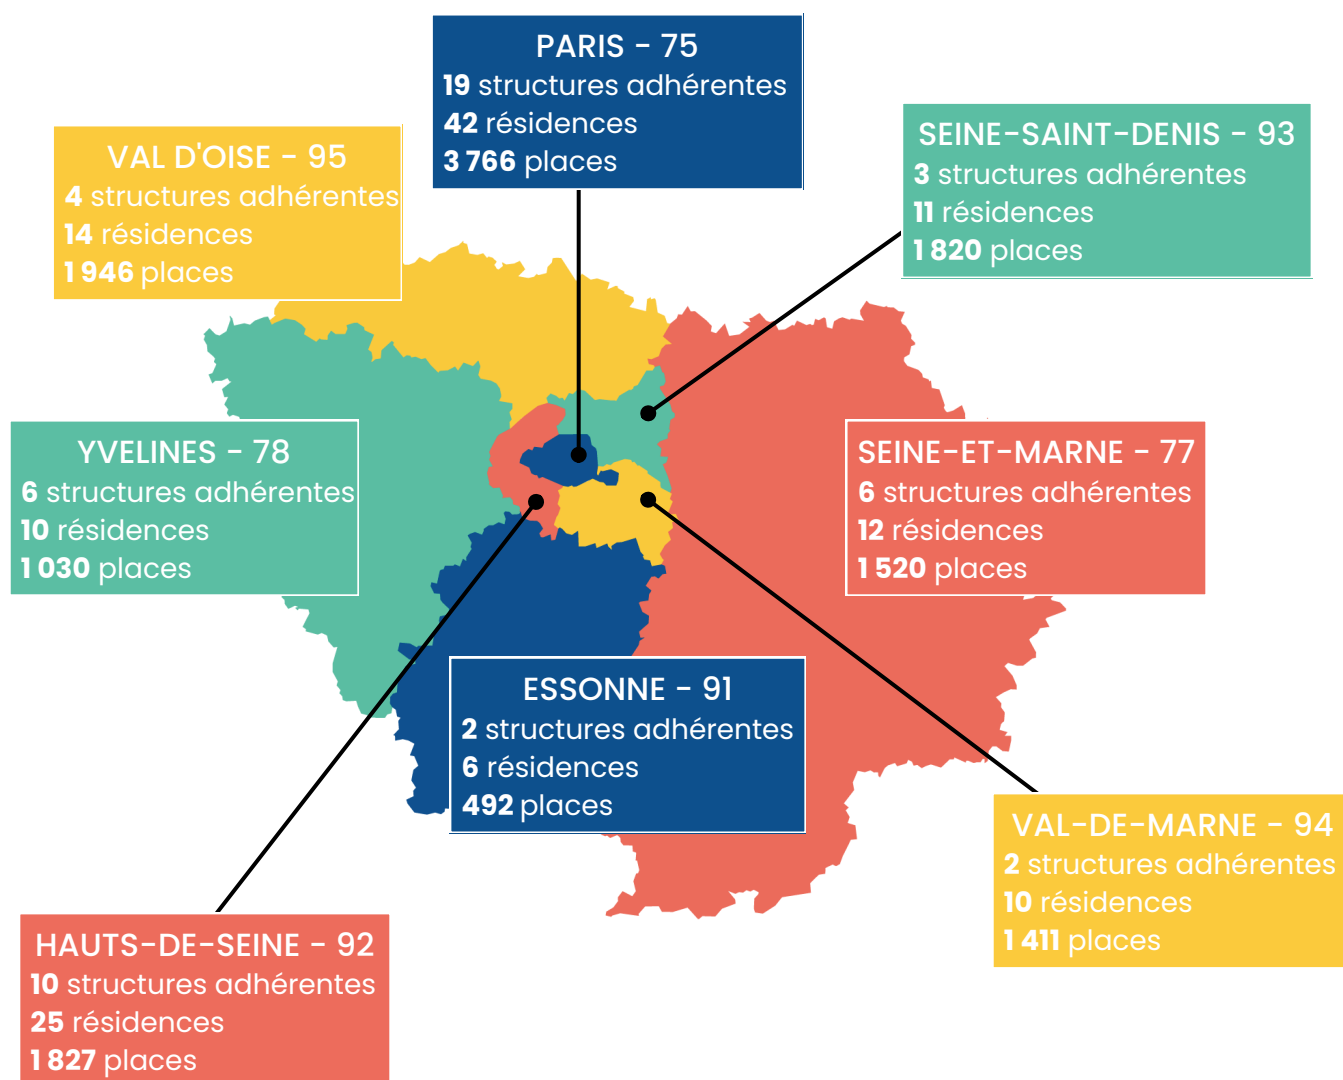 PARIS - 75
19 structures adhérentes
42 résidences
3 766 places
SEINE-SAINT-DENIS - 93
3 structures adhérentes
11 résidences
1 820 places
VAL D'OISE - 95
4 structures adhérentes
14 résidences
1 946 places
YVELINES - 78
6 structures adhérentes
10 résidences
1 030 places
SEINE-ET-MARNE - 77
6 structures adhérentes
12 résidences
1 520 places
ESSONNE - 91
2 structures adhérentes
6 résidences
492 places
VAL-DE-MARNE - 94
2 structures adhérentes
10 résidences
1 411 places
HAUTS-DE-SEINE - 92
10 structures adhérentes
25 résidences
1 827 places